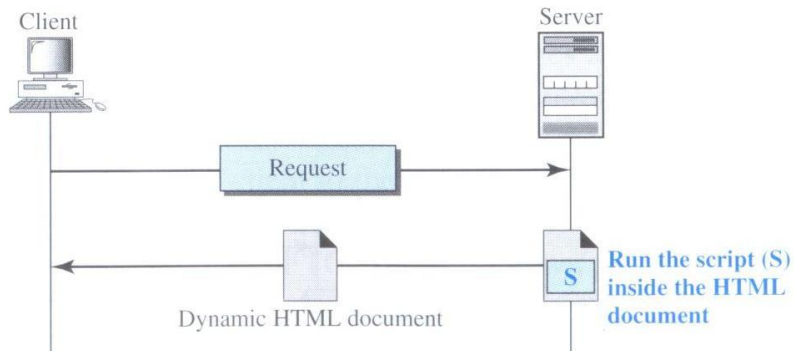 Client
Server
Request
S
Run the script (S)
inside the HTML
document
Dynamic HTML document